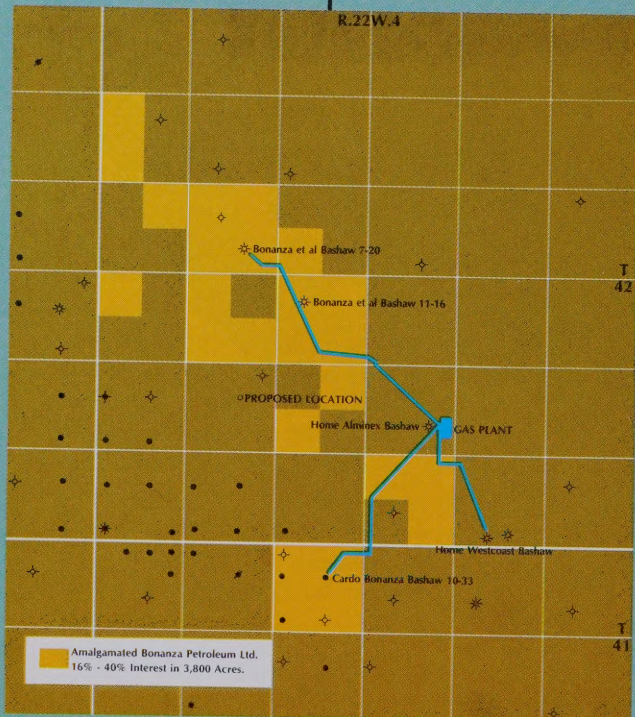 R.22W.4
Bonanza et al Bashaw 7-20
T
42
Bonanza et al Bashaw 11-16
PROPOSED LOCATION
Home Alminex Bashaw
GAS PLANT
Home Westcoast Bashaw
Cardo Bonanza Bashaw 10-33
T
41
Amalgamated Bonanza Petroleum Ltd.
16% - 40% Interest in 3,800 Acres.